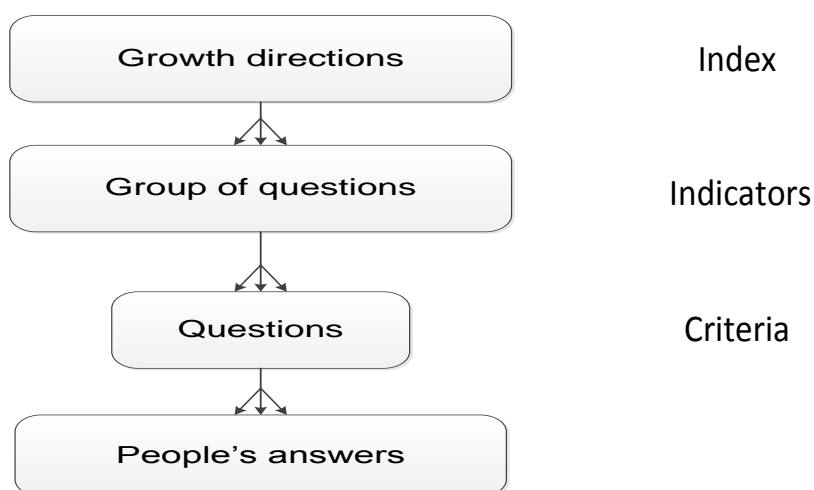 Growth directions
Index
Group of questions
Indicators
Questions
Criteria
People’s answers